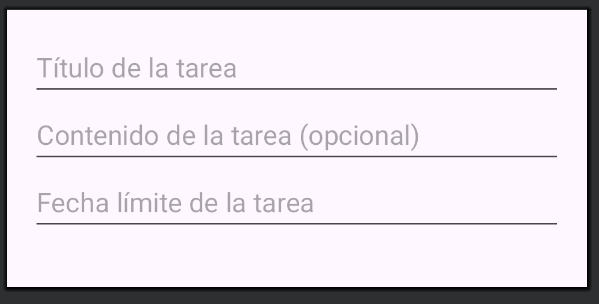 Título de la tarea
Contenido de la tarea (opcional)
Fecha límite de la tarea